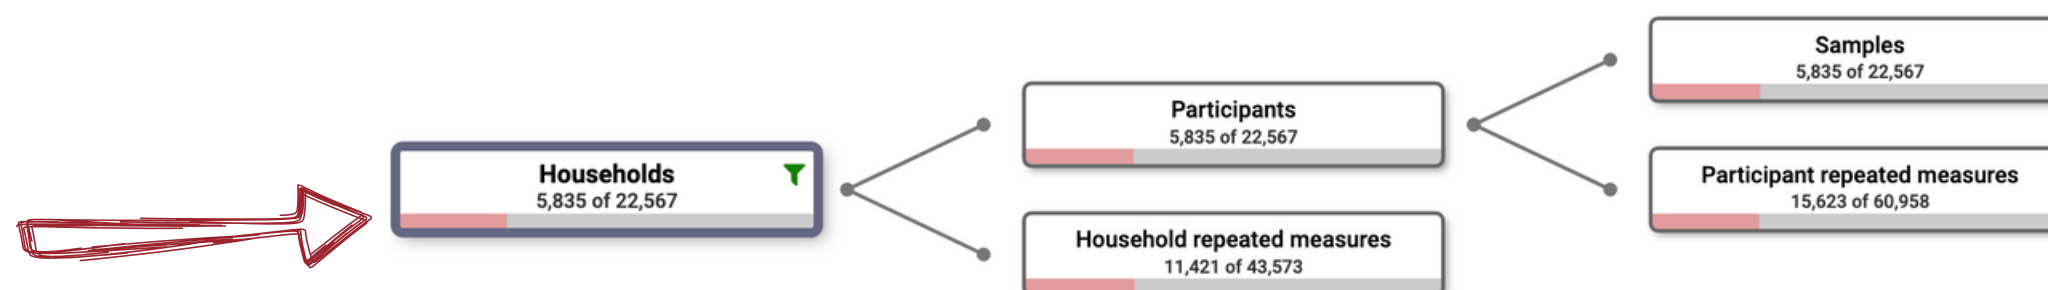 Households
5,835 of 22,567
Participants
5,835 of 22,567
Household repeated measures
11,421 of 43,573
Samples
5,835 of 22,567
Participant repeated measures
15,623 of 60,958